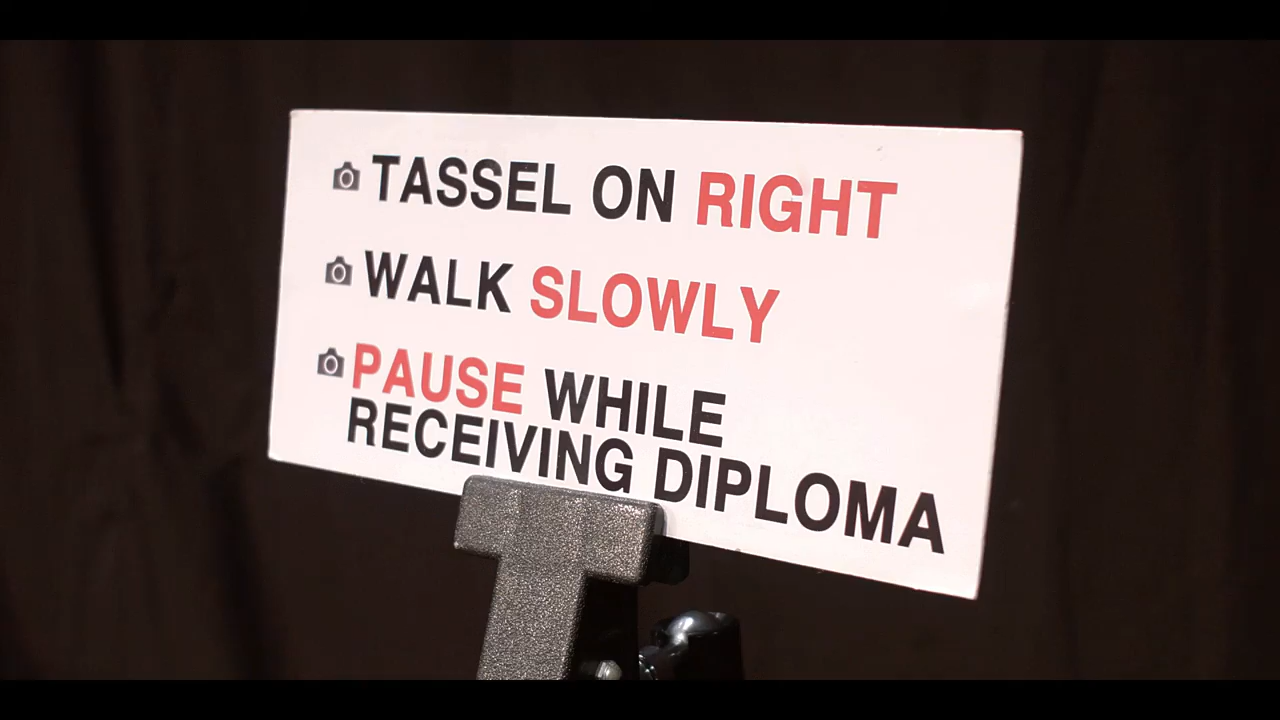 TASSEL ON RIGHT
WALK SLOWLY
PAUSE WHILE
RECEIVING DIPLOMA